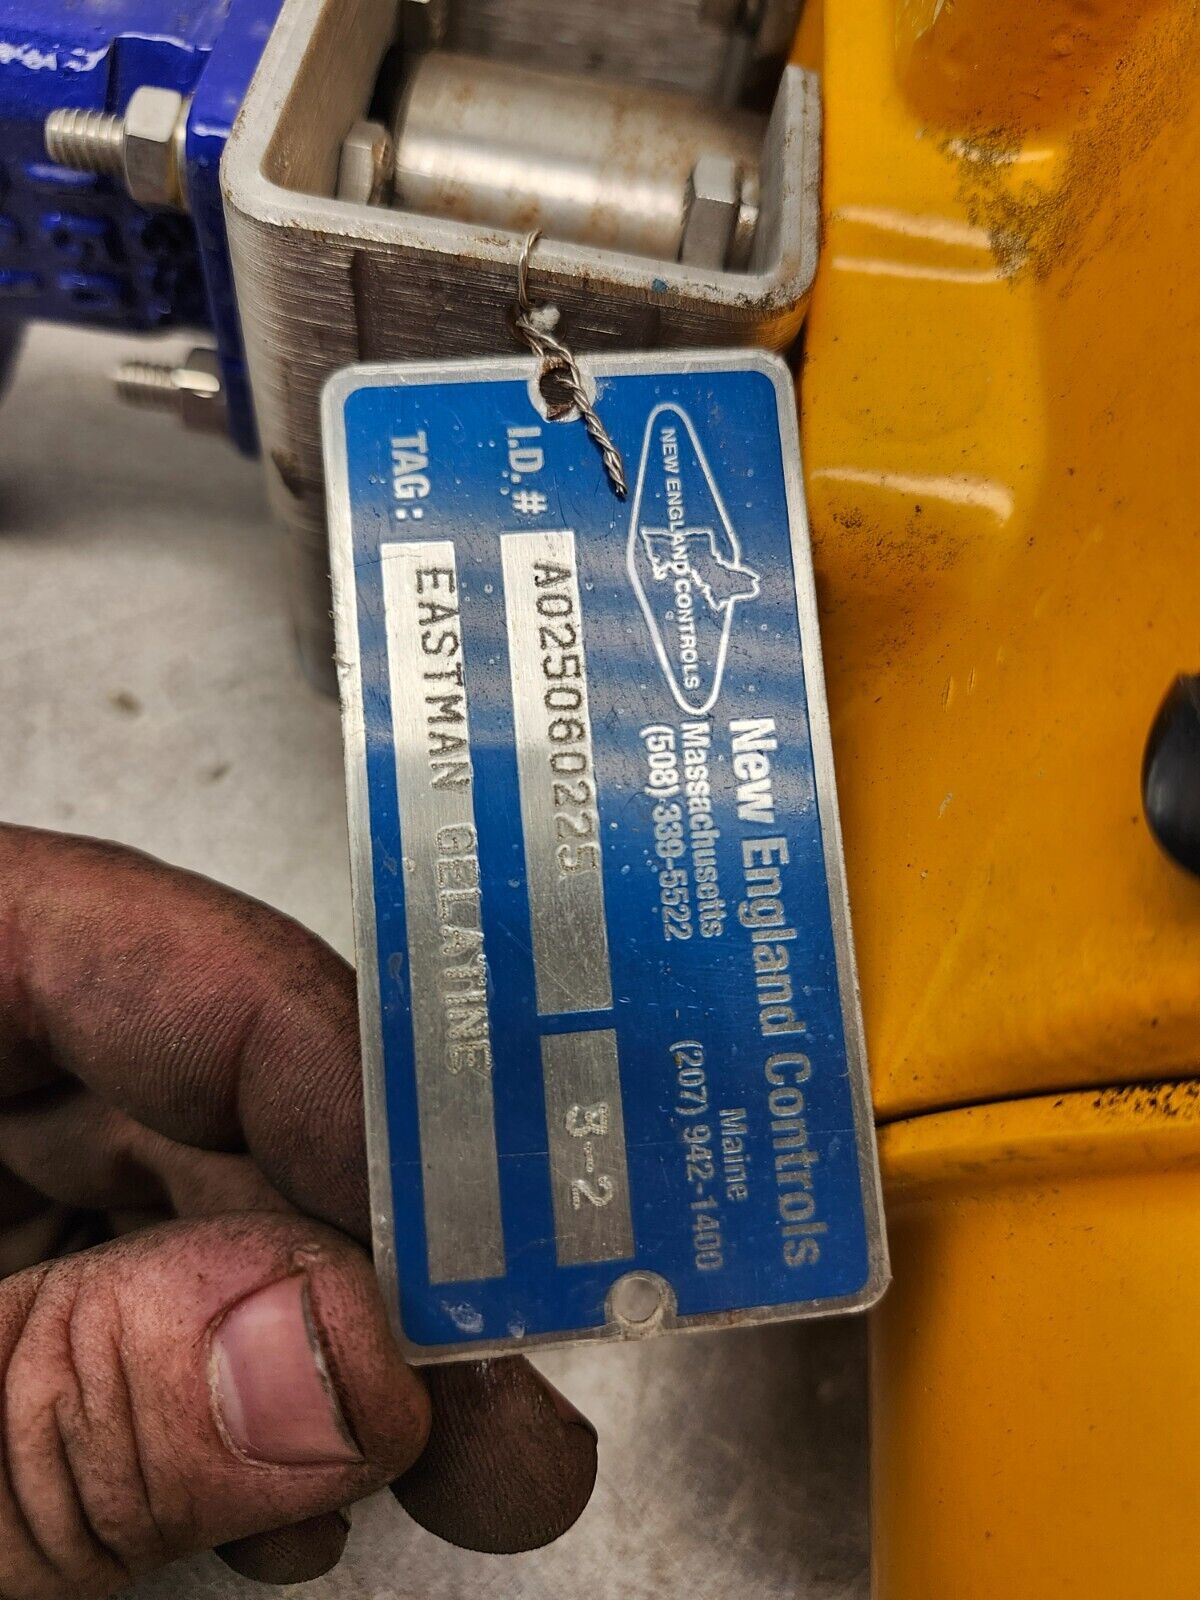 NEW ENGLAND CONTROLS
New England Controls
Massachusetts Maine
(508) 339-5522 (207) 942-1400
I.D. # A025060225 3-2
TAG: EASTMAN GELATINE